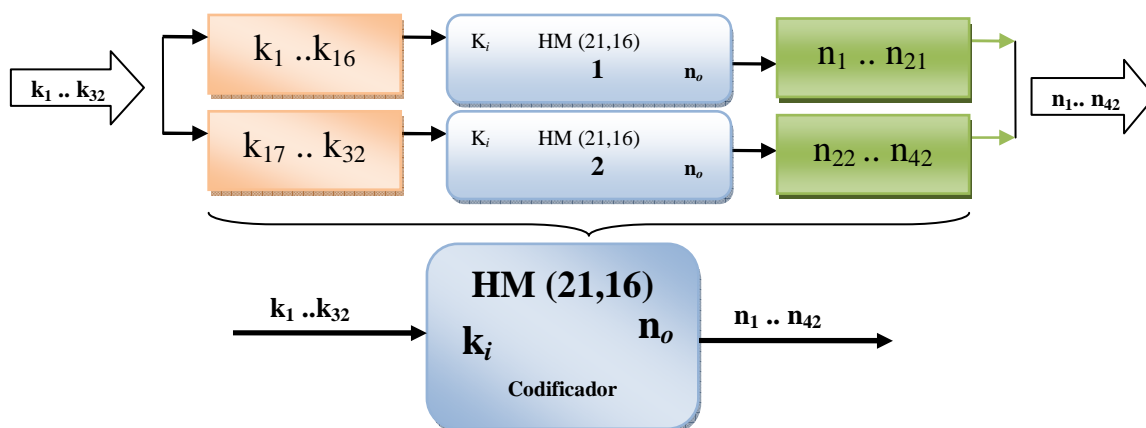 k₁ .. k₃₂
k₁ ..k₁₆
Kᵢ HM (21,16)
1 nₒ
n₁ .. n₂₁
n₁.. n₄₂
k₁₇ .. k₃₂
Kᵢ HM (21,16)
2 nₒ
n₂₂ .. n₄₂
k₁ ..k₃₂
HM (21,16)
kᵢ nₒ
Codificador
n₁ .. n₄₂